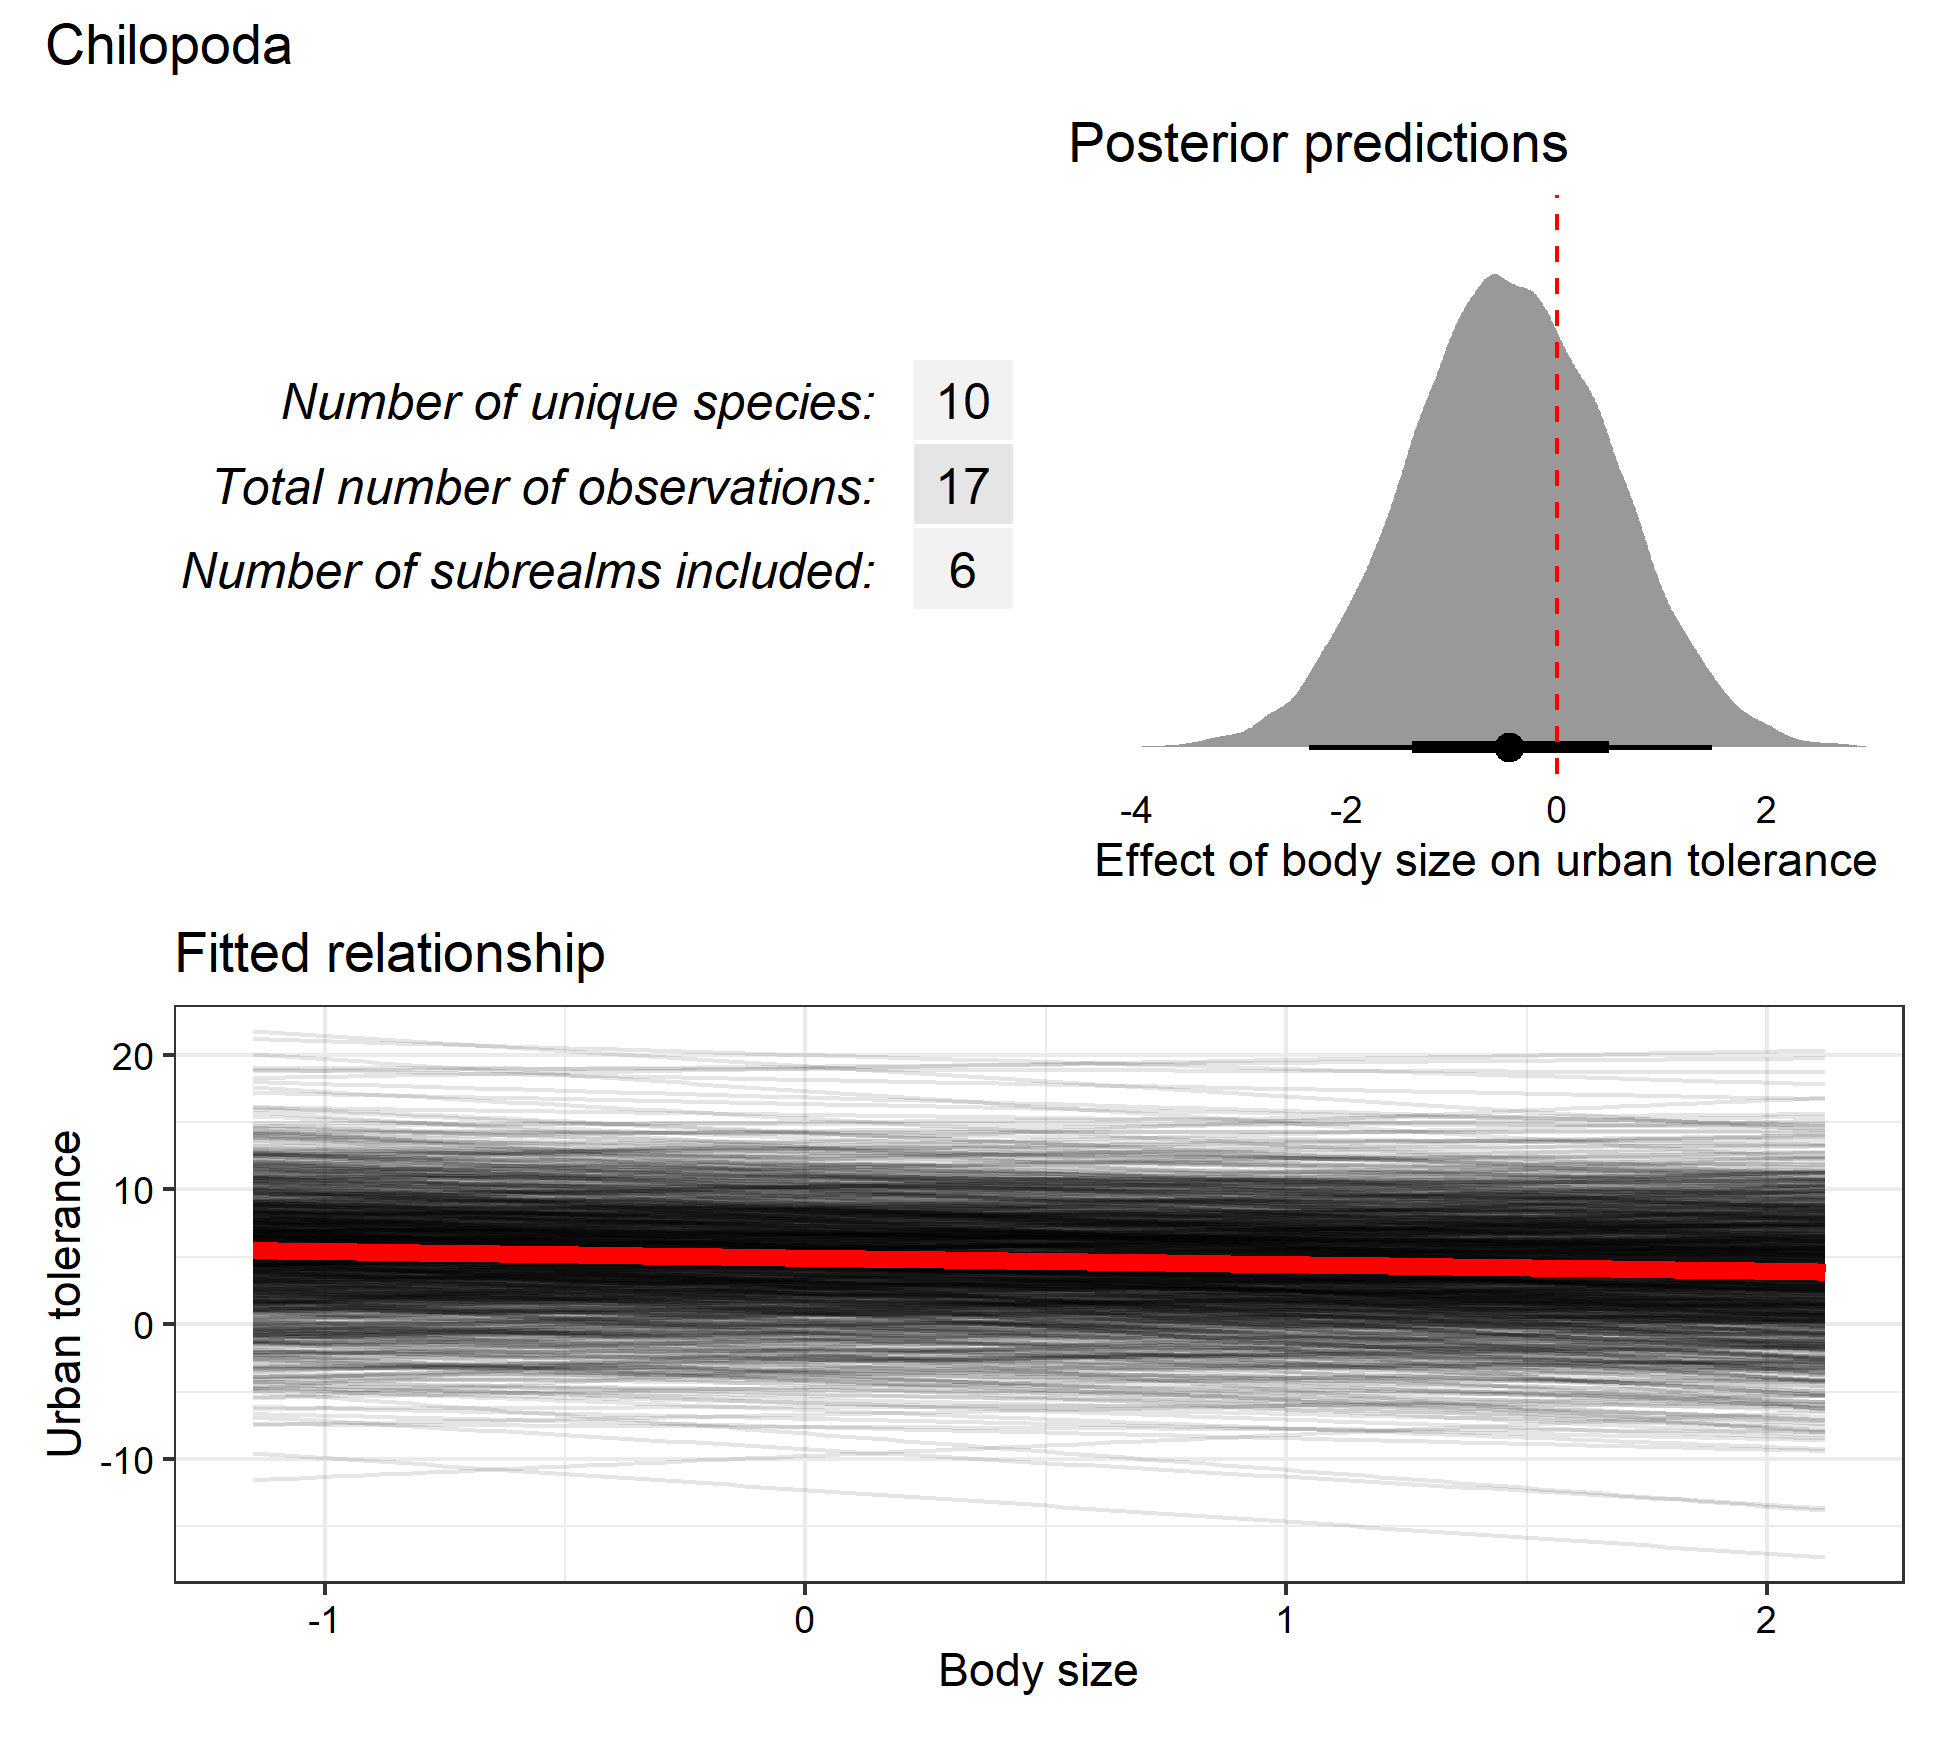 Chilopoda
Posterior predictions
Number of unique species: 10
Total number of observations: 17
Number of subrealms included: 6
-4 -2 0 2
Effect of body size on urban tolerance
Fitted relationship
Urban tolerance
20
10
0
-10
-1 0 1 2
Body size